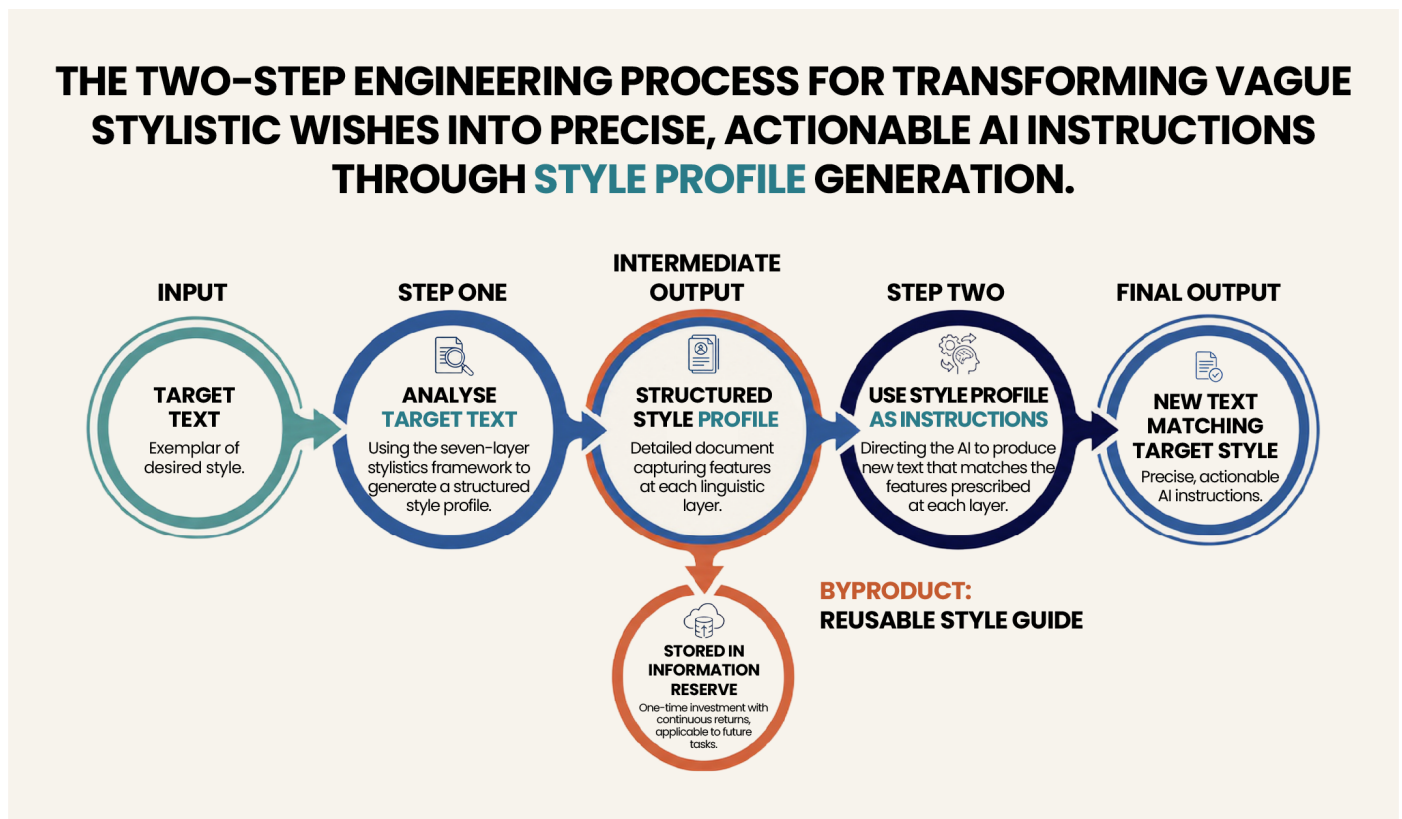 THE TWO-STEP ENGINEERING PROCESS FOR TRANSFORMING VAGUE
STYLISTIC WISHES INTO PRECISE, ACTIONABLE AI INSTRUCTIONS
THROUGH STYLE PROFILE GENERATION.
INPUT
TARGET
TEXT
Exemplar of
desired style.
STEP ONE
ANALYSE
TARGET TEXT
Using the seven-layer
stylistics framework to
generate a structured
style profile.
INTERMEDIATE
OUTPUT
STRUCTURED
STYLE PROFILE
Detailed document
capturing features
at each linguistic
layer.
STEP TWO
USE STYLE PROFILE
AS INSTRUCTIONS
Directing the AI to produce
new text that matches the
features prescribed
at each layer.
FINAL OUTPUT
NEW TEXT
MATCHING
TARGET STYLE
Precise, actionable
AI instructions.
STORED IN
INFORMATION
RESERVE
One-time investment with
continuous returns,
applicable to future
tasks.
BYPRODUCT:
REUSABLE STYLE GUIDE